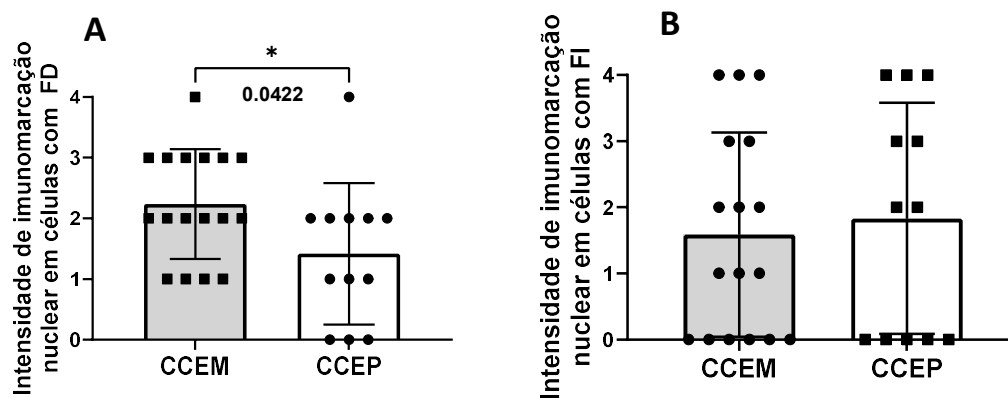 A
Intensidade de imunomarcação
nuclear em células com FD
*
0.0422
4
3
2
1
0
CCEM
CCEP
B
Intensidade de imunomarcação
nuclear em células com FI
4
3
2
1
0
CCEM
CCEP